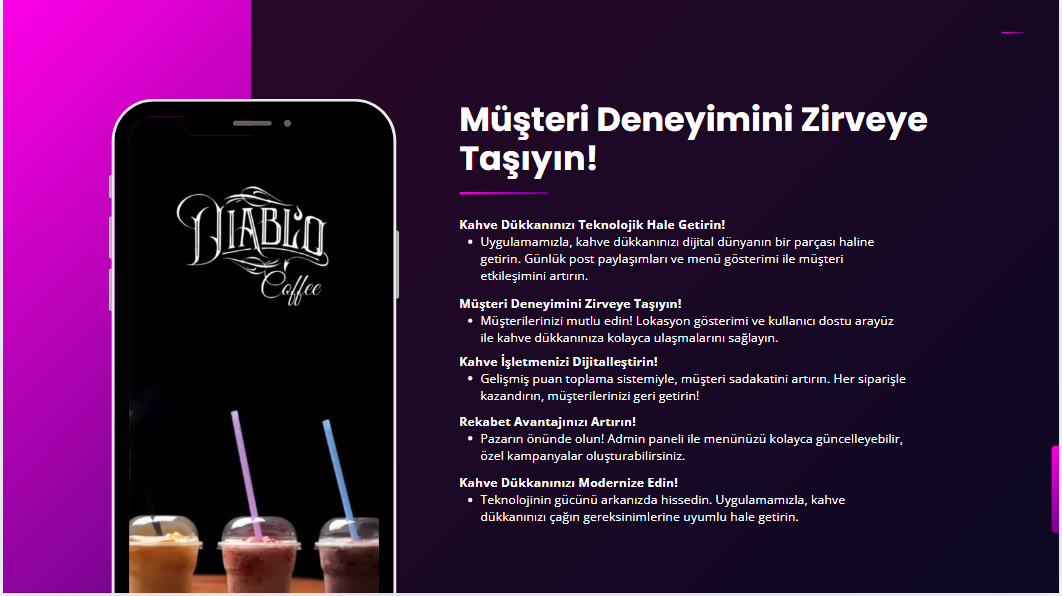 DIABLO
Coffee
Müşteri Deneyimini Zirveye
Taşıyın!
Kahve Dükkanınızı Teknolojik Hale Getirin!
• Uygulamamızla, kahve dükkanınızı dijital dünyanın bir parçası haline
getirin. Günlük post paylaşımları ve menü gösterimi ile müşteri
etkileşimini artırın.
Müşteri Deneyimini Zirveye Taşıyın!
• Müşterilerinizi mutlu edin! Lokasyon gösterimi ve kullanıcı dostu arayüz
ile kahve dükkanınıza kolayca ulaşmalarını sağlayın.
Kahve İşletmenizi Dijitalleştirin!
• Gelişmiş puan toplama sistemiyle, müşteri sadakatini artırın. Her siparişle
kazandırın, müşterilerinizi geri getirin!
Rekabet Avantajınızı Artırın!
• Pazarın önünde olun! Admin paneli ile menünüzü kolayca güncelleyebilir,
özel kampanyalar oluşturabilirsiniz.
Kahve Dükkanınızı Modernize Edin!
• Teknolojinin gücünü arkanızda hissedin. Uygulamamızla, kahve
dükkanınızı çağın gereksinimlerine uyumlu hale getirin.